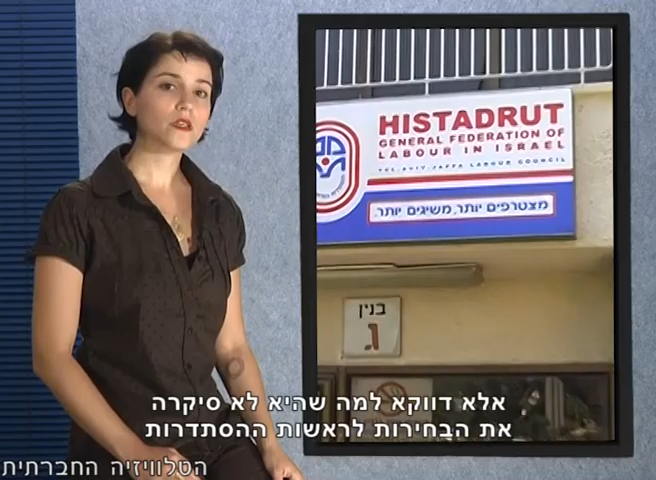 HISTADRUT
GENERAL FEDERATION OF
LABOUR IN ISRAEL
TEL-AVIV-JAFFA LABOUR COUNCIL
מצטרפים יותר, משיגים יותר.
בנין
ג
אלא דווקא למה שהיא לא סיקרה
את הבחירות לראשות ההסתדרות
הטלוויזיה החברתית